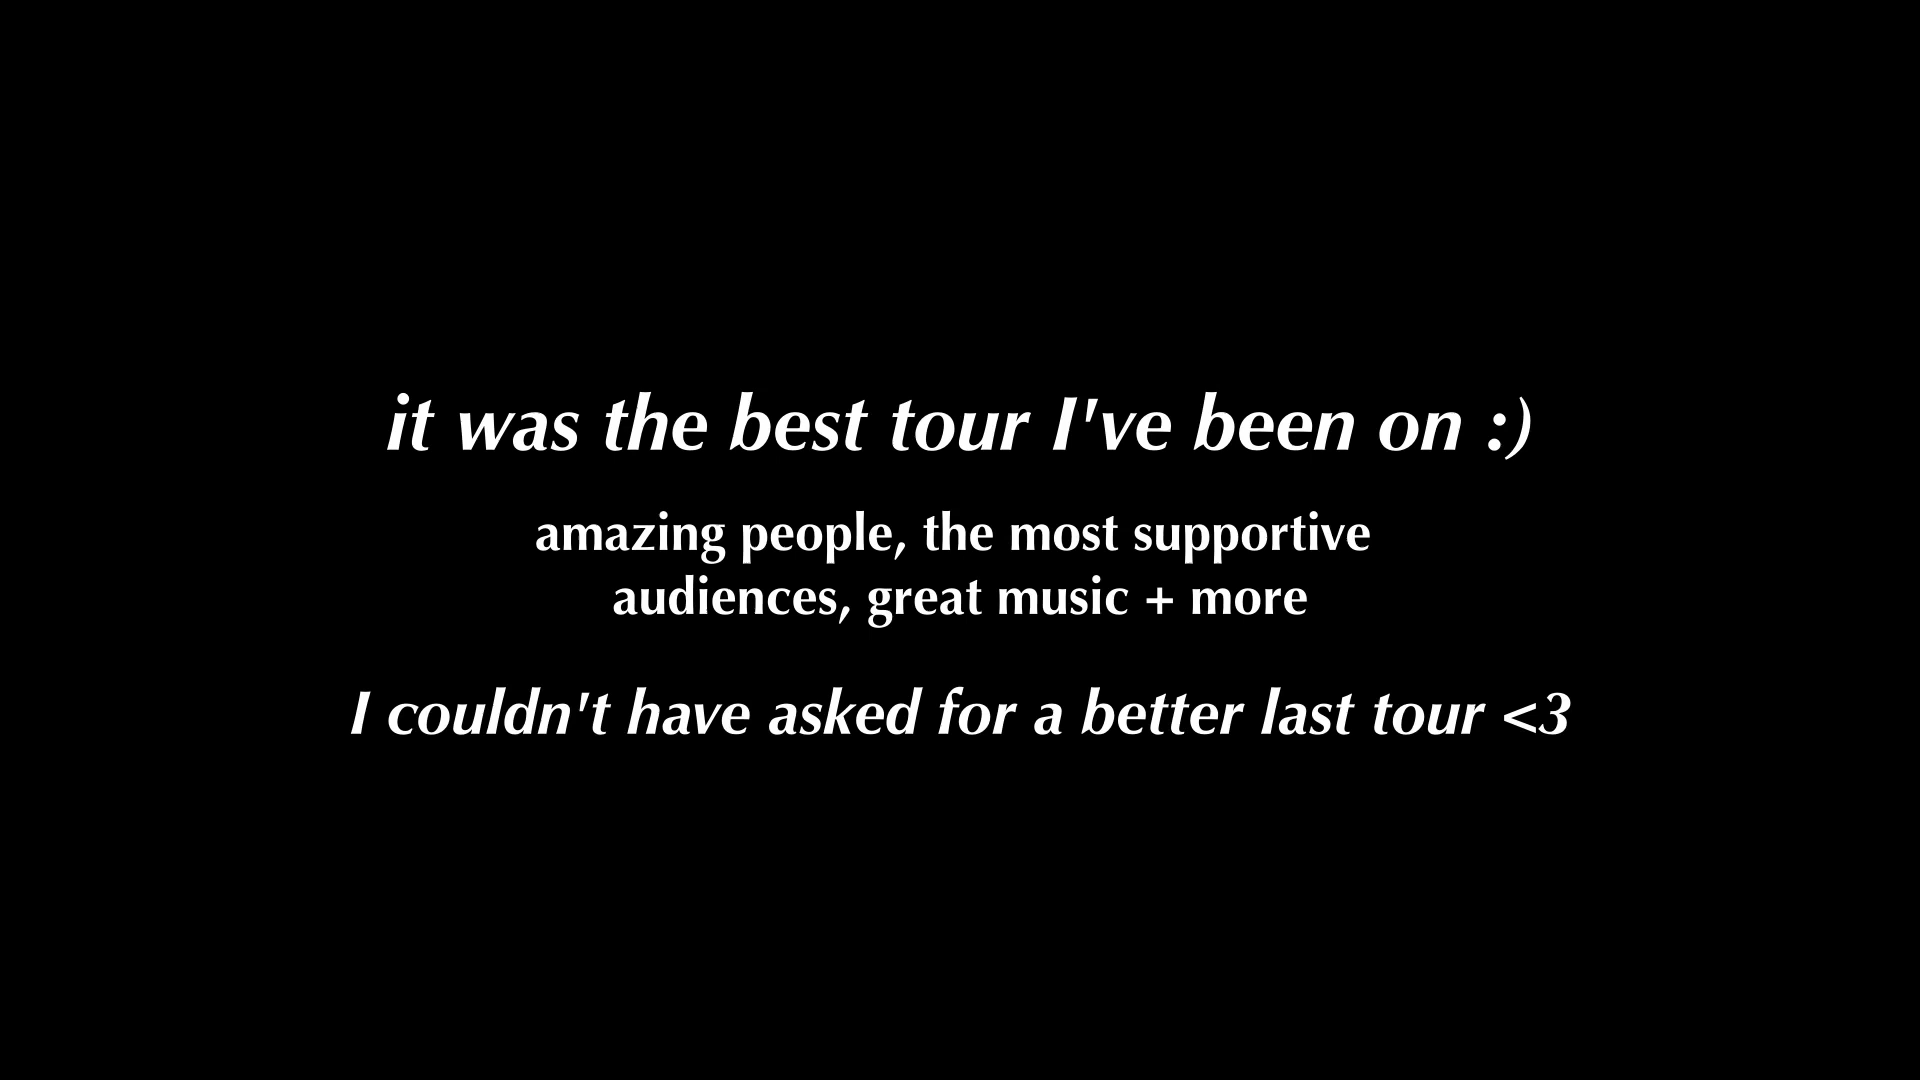 it was the best tour I've been on :)
amazing people, the most supportive
audiences, great music + more
I couldn't have asked for a better last tour <3